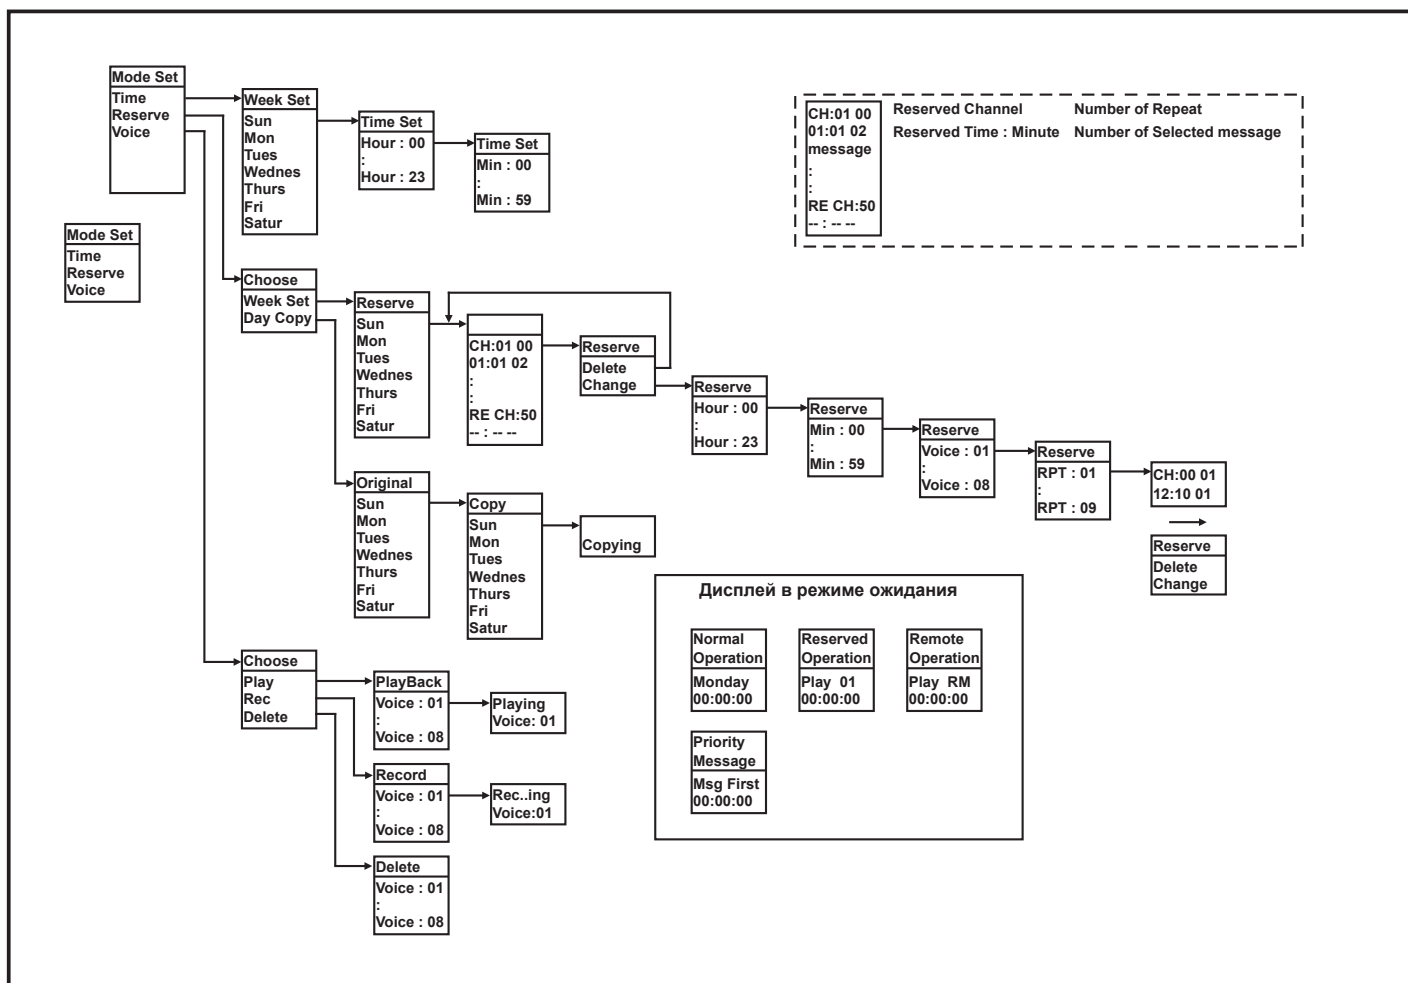 Mode Set
Time
Reserve
Voice
Week Set
Sun
Mon
Tues
Wednes
Thurs
Fri
Satur
Time Set
Hour : 00
:
Hour : 23
Time Set
Min : 00
:
Min : 59
CH:01 00
01:01 02
message
:
:
RE CH:50
-- : -- --
Reserved Channel
Number of Repeat
Reserved Time : Minute
Number of Selected message
Mode Set
Time
Reserve
Voice
Choose
Week Set
Day Copy
Reserve
Sun
Mon
Tues
Wednes
Thurs
Fri
Satur
CH:01 00
01:01 02
:
:
RE CH:50
-- : -- --
Reserve
Delete
Change
Reserve
Hour : 00
:
Hour : 23
Reserve
Min : 00
:
Min : 59
Reserve
Voice : 01
:
Voice : 08
Reserve
RPT : 01
:
RPT : 09
CH:00 01
12:10 01
Reserve
Delete
Change
Original
Sun
Mon
Tues
Wednes
Thurs
Fri
Satur
Copy
Sun
Mon
Tues
Wednes
Thurs
Fri
Satur
Copying
Дисплей в режиме ожидания
Normal
Operation
Monday
00:00:00
Reserved
Operation
Play 01
00:00:00
Remote
Operation
Play RM
00:00:00
Priority
Message
Msg First
00:00:00
Choose
Play
Rec
Delete
PlayBack
Voice : 01
:
Voice : 08
Playing
Voice: 01
Record
Voice : 01
:
Voice : 08
Rec..ing
Voice:01
Delete
Voice : 01
:
Voice : 08